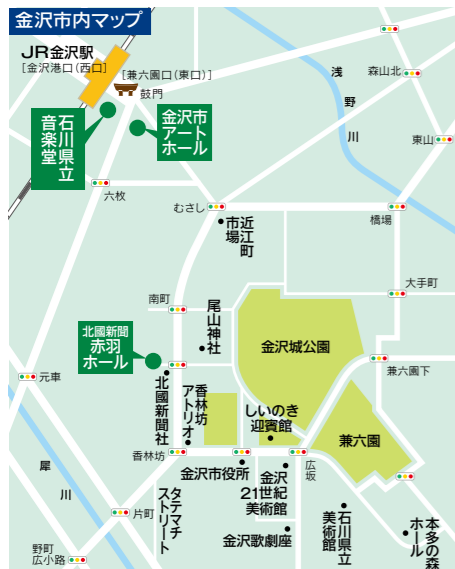 金沢市内マップ
JR金沢駅
[金沢港口(西口)]
[兼六園口(東口)]
鼓門
石川県立
音楽堂
金沢市
アート
ホール
浅野川
森山北
東山
六枚
むさし
近江町
市場
橋場
大手町
南町
尾山神社
金沢城公園
北國新聞
赤羽
ホール
元車
北國新聞社
香林坊
アトリオ
しいのき
迎賓館
兼六園下
兼六園
香林坊
金沢市役所
広坂
金沢
21世紀
美術館
犀川
片町
タテマチ
ストリート
金沢歌劇座
石川県立
美術館
本多の森
ホール
野町
広小路